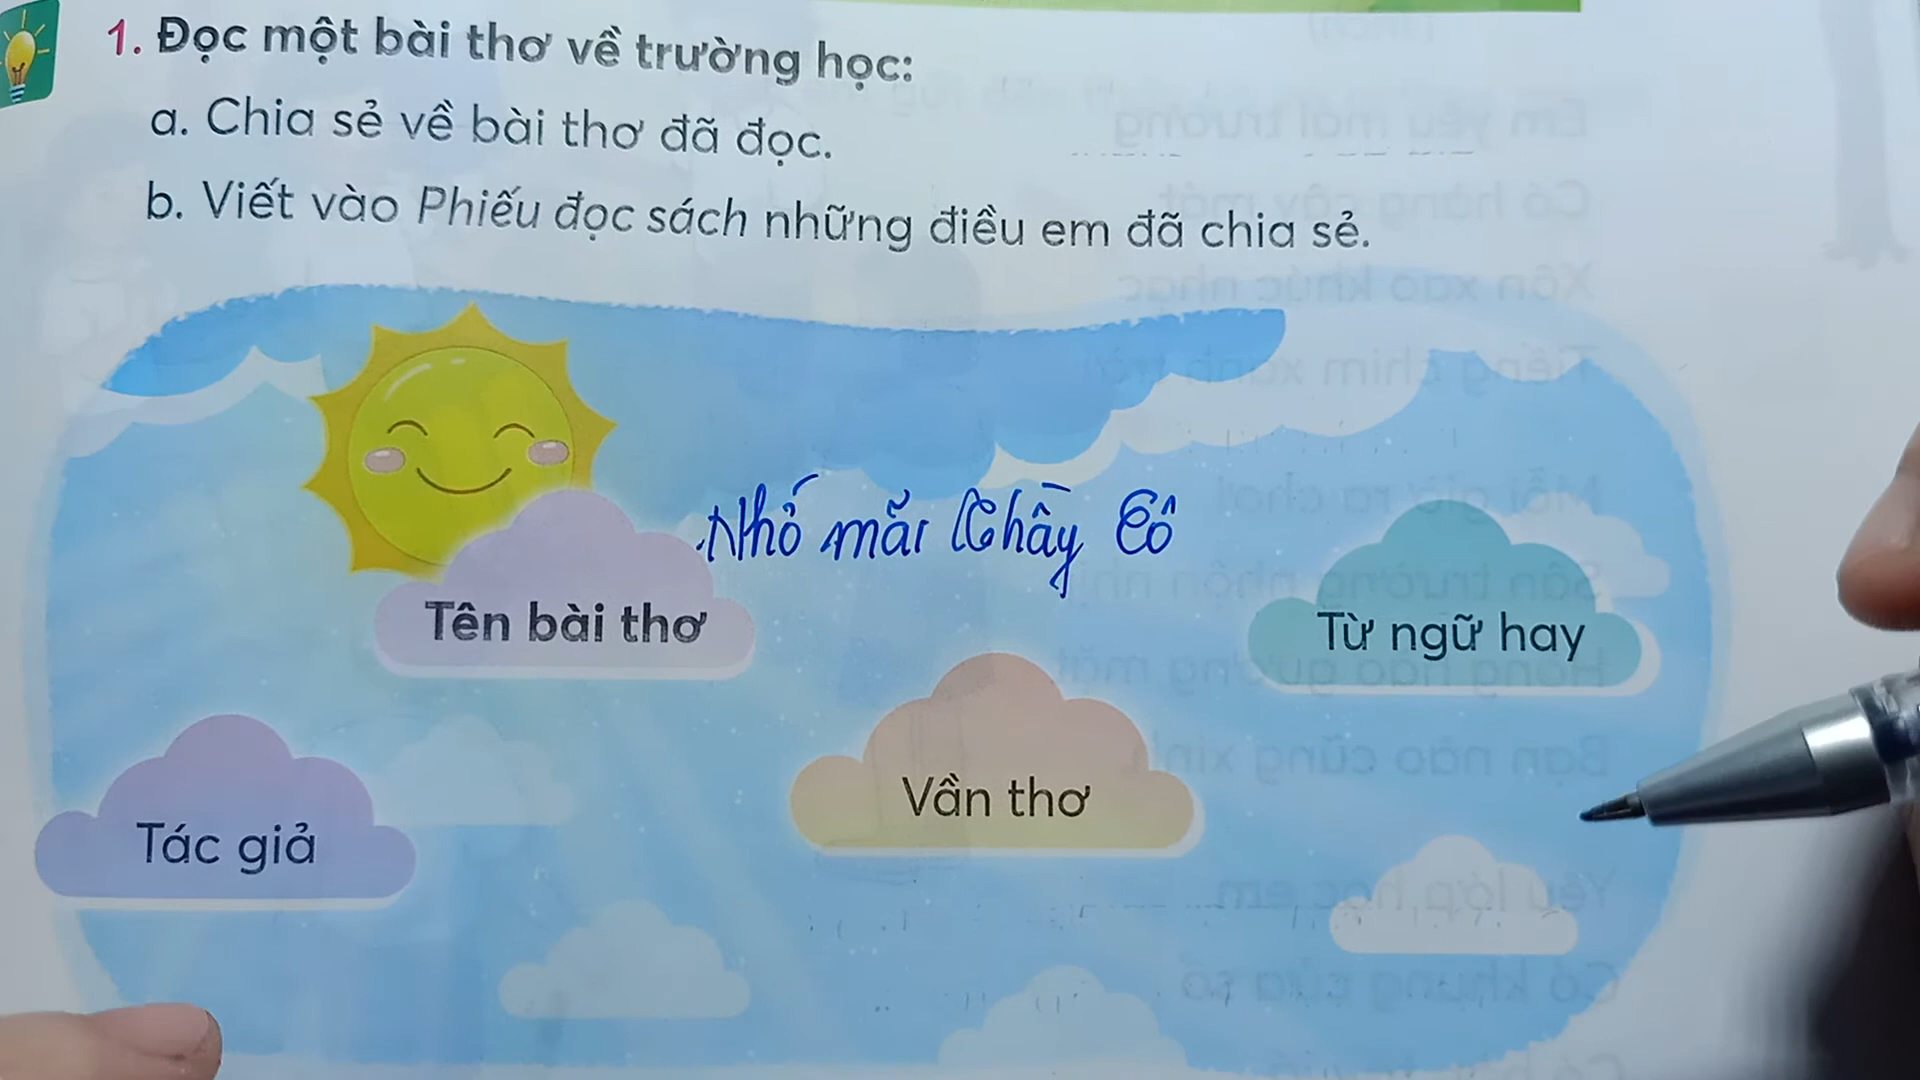 1. Đọc một bài thơ về trường học:
a. Chia sẻ về bài thơ đã đọc.
b. Viết vào Phiếu đọc sách những điều em đã chia sẻ.
Nhớ mãi Thầy Cô
Tên bài thơ
Từ ngữ hay
Vần thơ
Tác giả